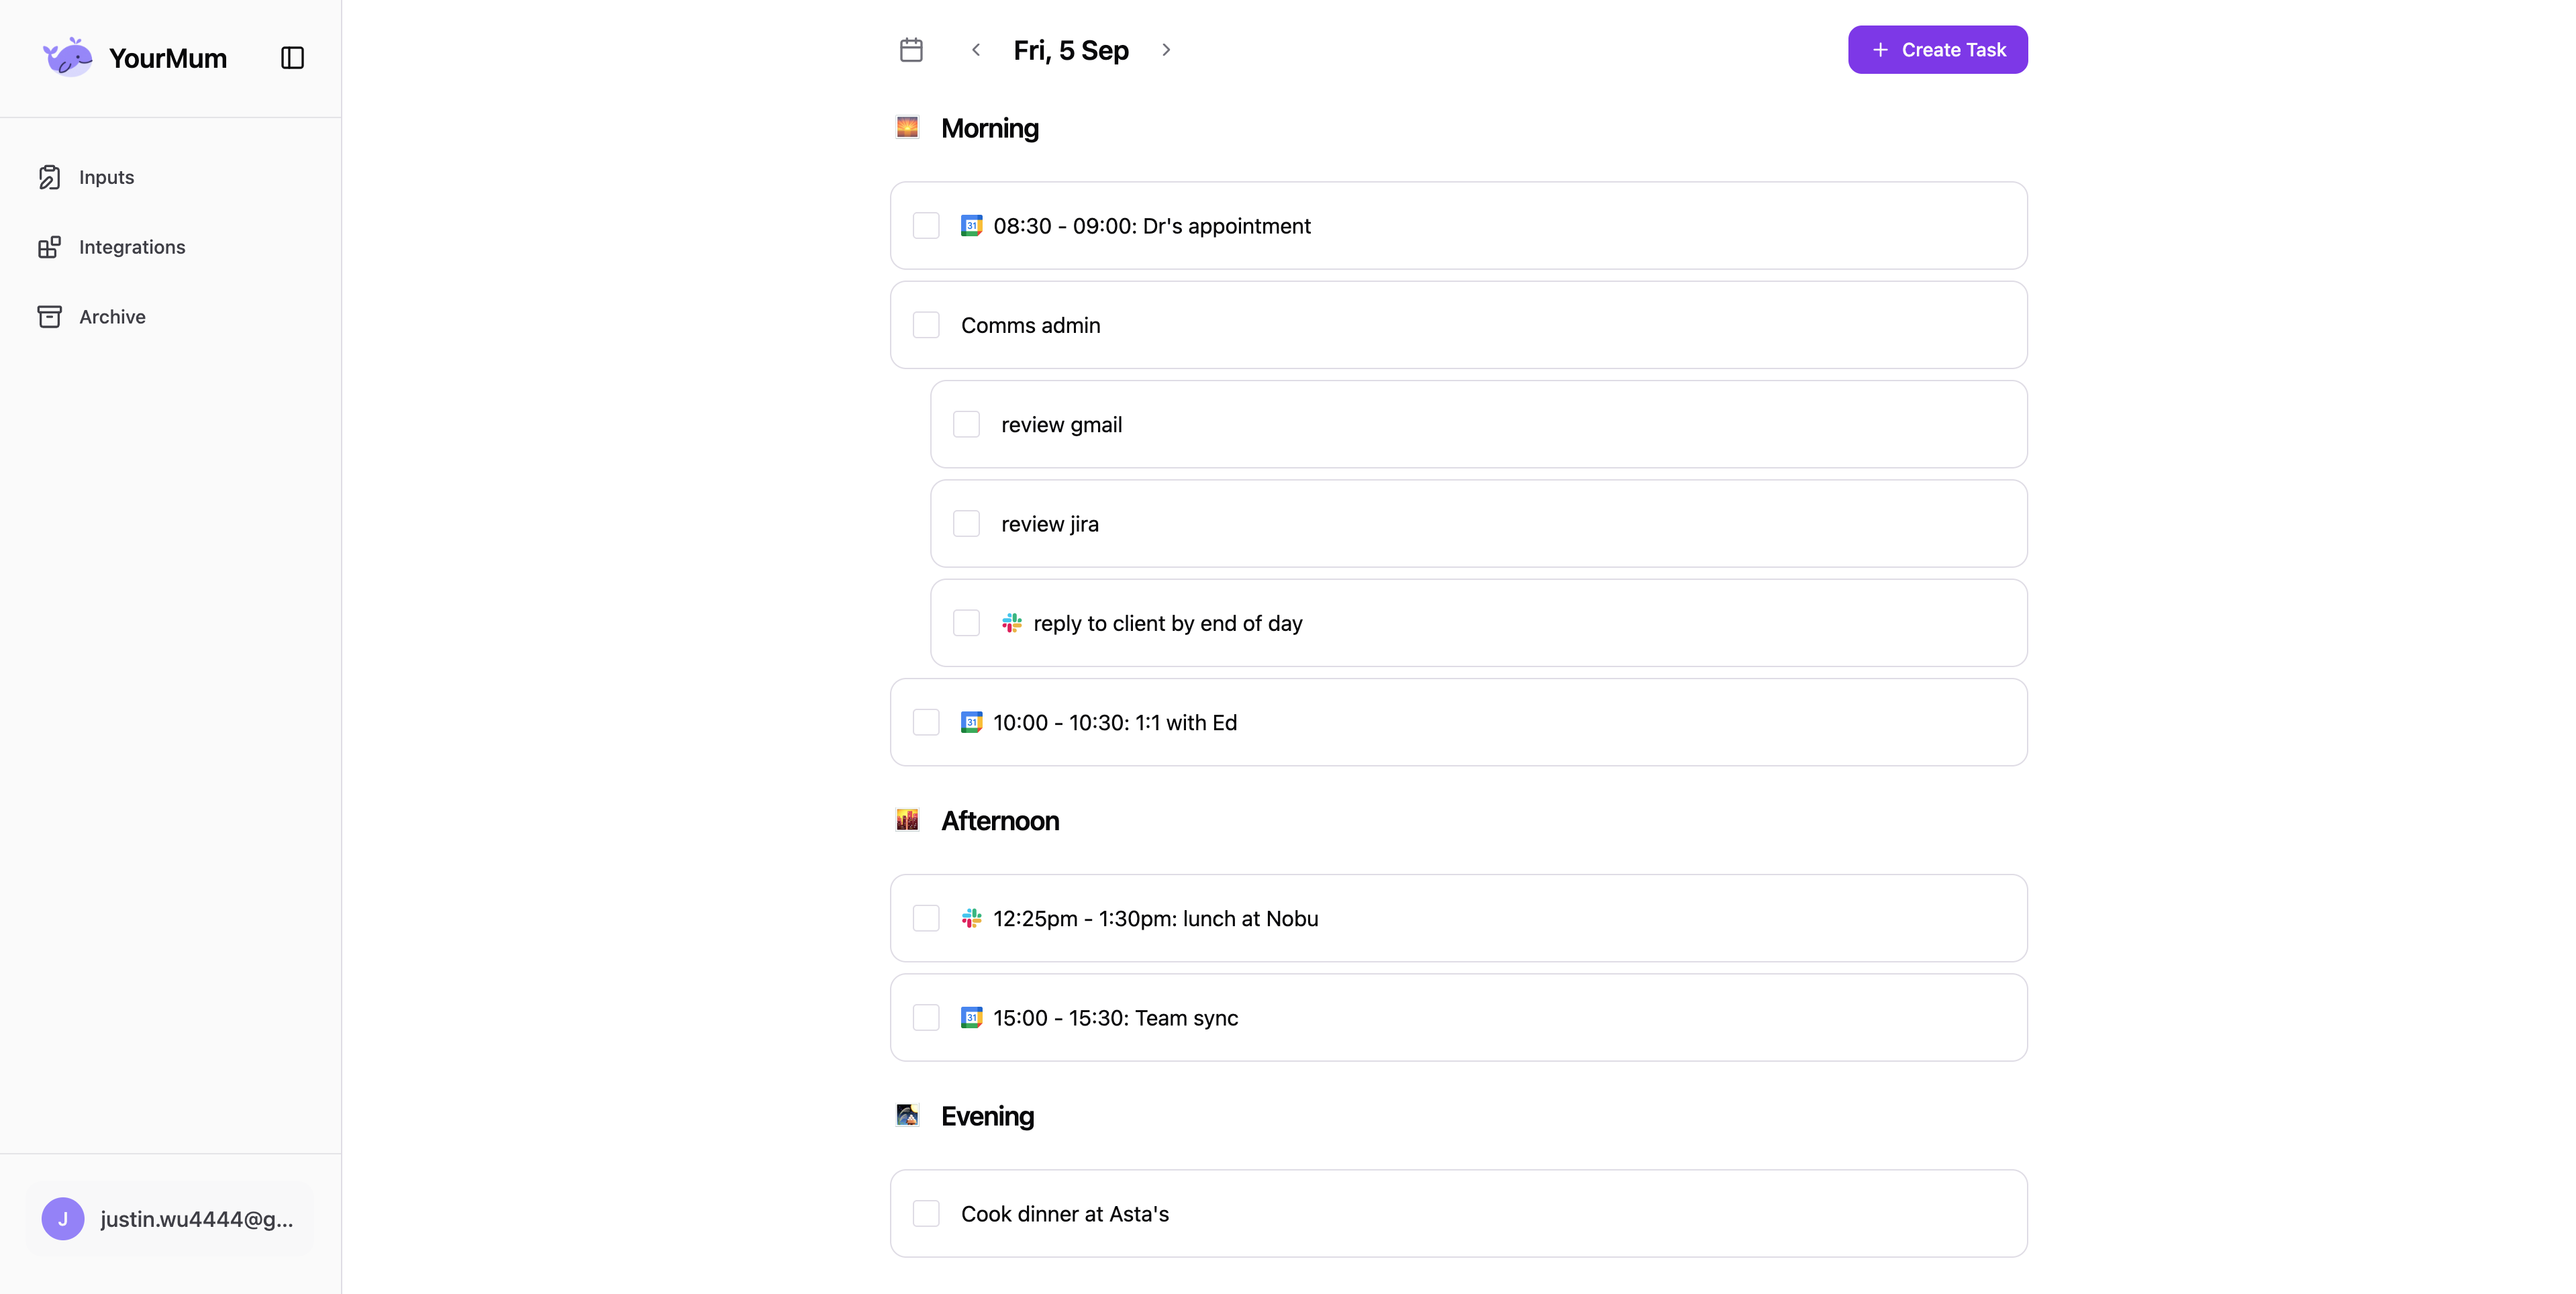 YourMum
Inputs
Integrations
Archive
J
justin.wu4444@g...
Fri, 5 Sep
+ Create Task
Morning
31 08:30 - 09:00: Dr's appointment
Comms admin
review gmail
review jira
reply to client by end of day
31 10:00 - 10:30: 1:1 with Ed
Afternoon
12:25pm - 1:30pm: lunch at Nobu
31 15:00 - 15:30: Team sync
Evening
Cook dinner at Asta's